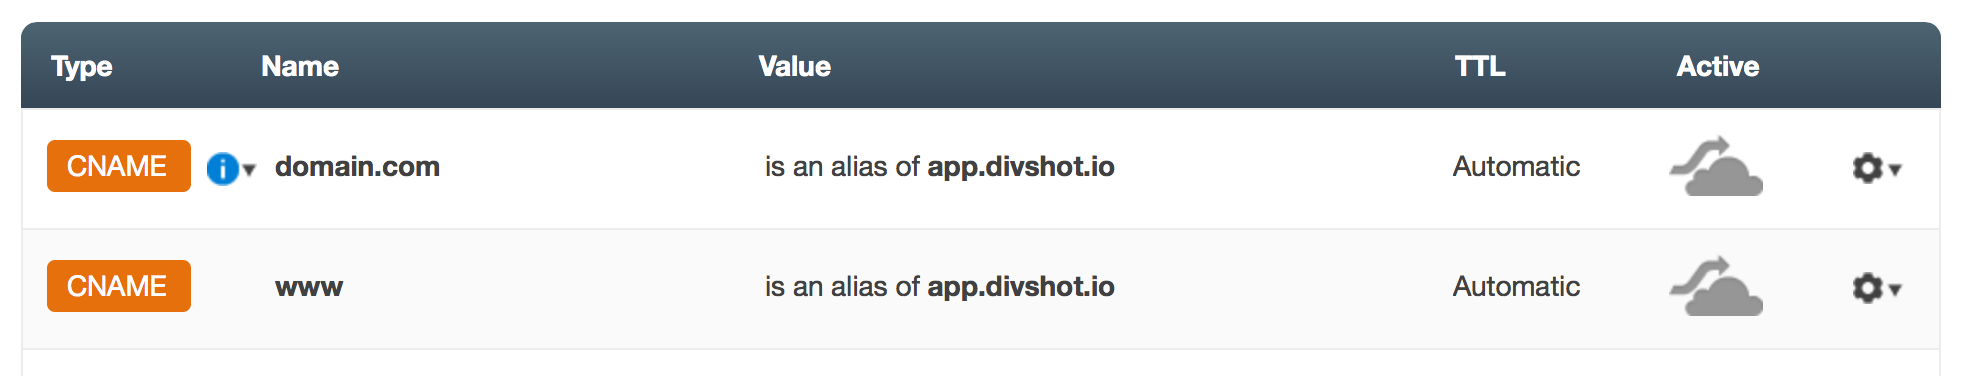 Type Name Value TTL Active
CNAME i domain.com is an alias of app.divshot.io Automatic
CNAME www is an alias of app.divshot.io Automatic